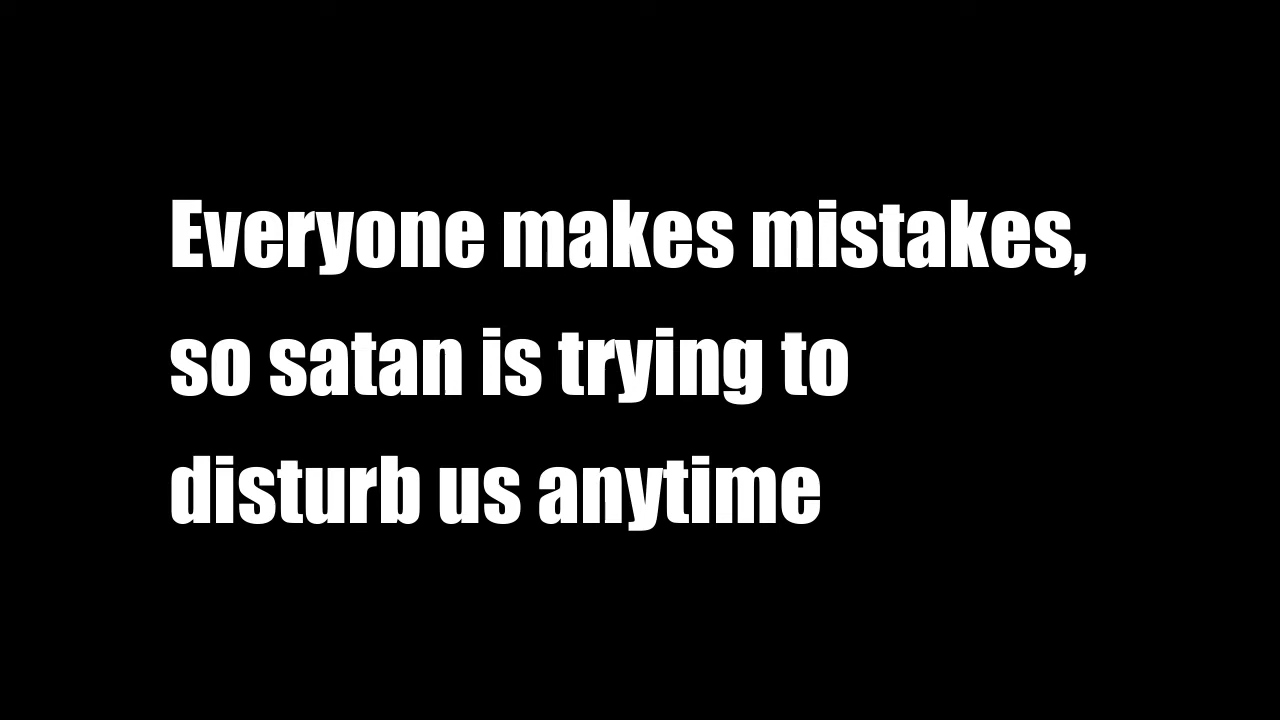 Everyone makes mistakes,
so satan is trying to
disturb us anytime